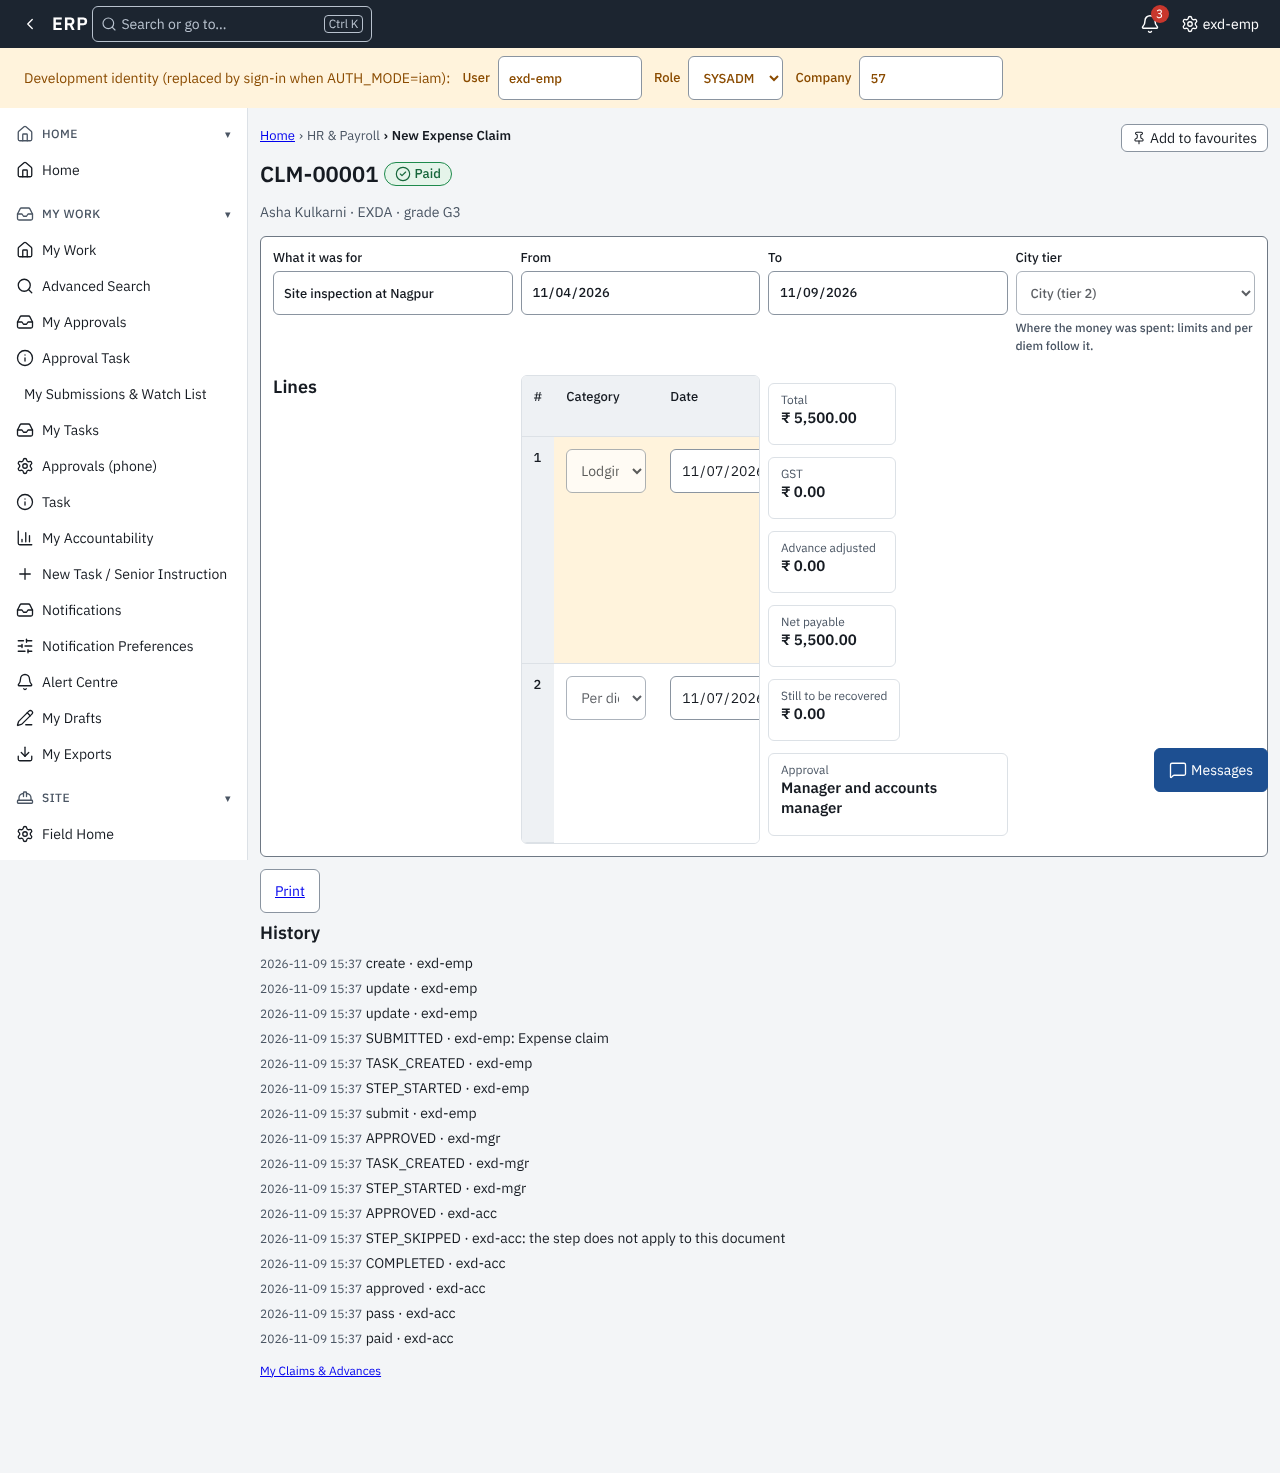 ERP
Search or go to...
Ctrl K
3
exd-emp
Development identity (replaced by sign-in when AUTH_MODE=iam):
User
exd-emp
Role
SYSADM
Company
57
HOME
Home
MY WORK
My Work
Advanced Search
My Approvals
Approval Task
My Submissions & Watch List
My Tasks
Approvals (phone)
Task
My Accountability
New Task / Senior Instruction
Notifications
Notification Preferences
Alert Centre
My Drafts
My Exports
SITE
Field Home
Home › HR & Payroll › New Expense Claim
Add to favourites
CLM-00001
Paid
Asha Kulkarni · EXDA · grade G3
What it was for
Site inspection at Nagpur
From
11/04/2026
To
11/09/2026
City tier
City (tier 2)
Where the money was spent: limits and per
diem follow it.
Lines
# Category Date
1
11/07/2026
2
11/07/2026
Total
₹ 5,500.00
GST
₹ 0.00
Advance adjusted
₹ 0.00
Net payable
₹ 5,500.00
Still to be recovered
₹ 0.00
Approval
Manager and accounts
manager
Messages
Print
History
2026-11-09 15:37 create · exd-emp
2026-11-09 15:37 update · exd-emp
2026-11-09 15:37 update · exd-emp
2026-11-09 15:37 SUBMITTED · exd-emp: Expense claim
2026-11-09 15:37 TASK_CREATED · exd-emp
2026-11-09 15:37 STEP_STARTED · exd-emp
2026-11-09 15:37 submit · exd-emp
2026-11-09 15:37 APPROVED · exd-mgr
2026-11-09 15:37 TASK_CREATED · exd-mgr
2026-11-09 15:37 STEP_STARTED · exd-mgr
2026-11-09 15:37 APPROVED · exd-acc
2026-11-09 15:37 STEP_SKIPPED · exd-acc: the step does not apply to this document
2026-11-09 15:37 COMPLETED · exd-acc
2026-11-09 15:37 approved · exd-acc
2026-11-09 15:37 pass · exd-acc
2026-11-09 15:37 paid · exd-acc
My Claims & Advances